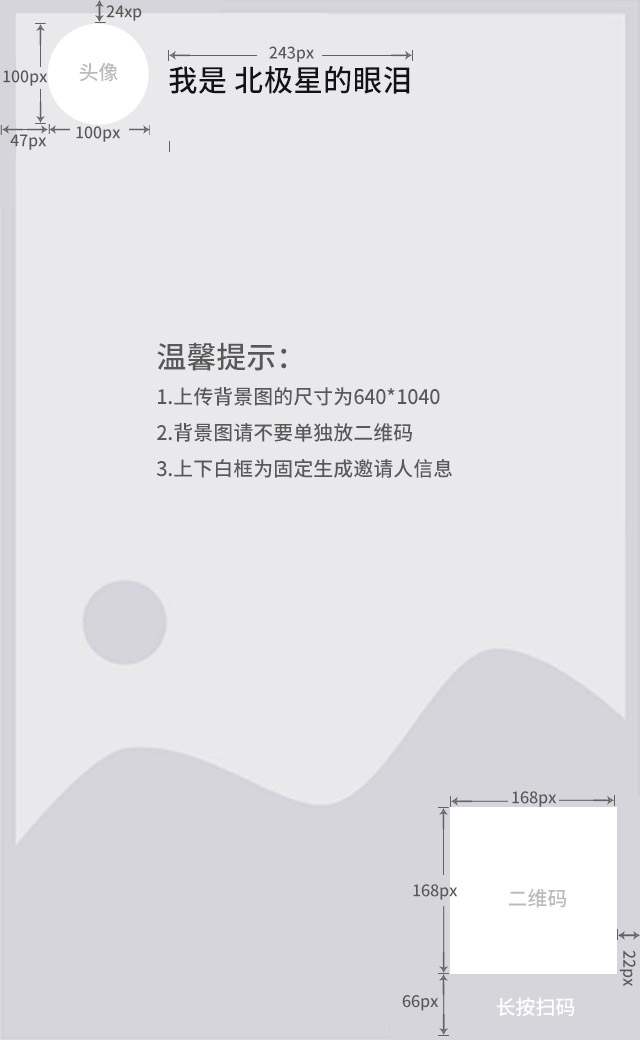 24xp
243px
100px
头像
我是 北极星的眼泪
100px
47px
温馨提示：
1.上传背景图的尺寸为640*1040
2.背景图请不要单独放二维码
3.上下白框为固定生成邀请人信息
168px
168px
二维码
22px
66px
长按扫码